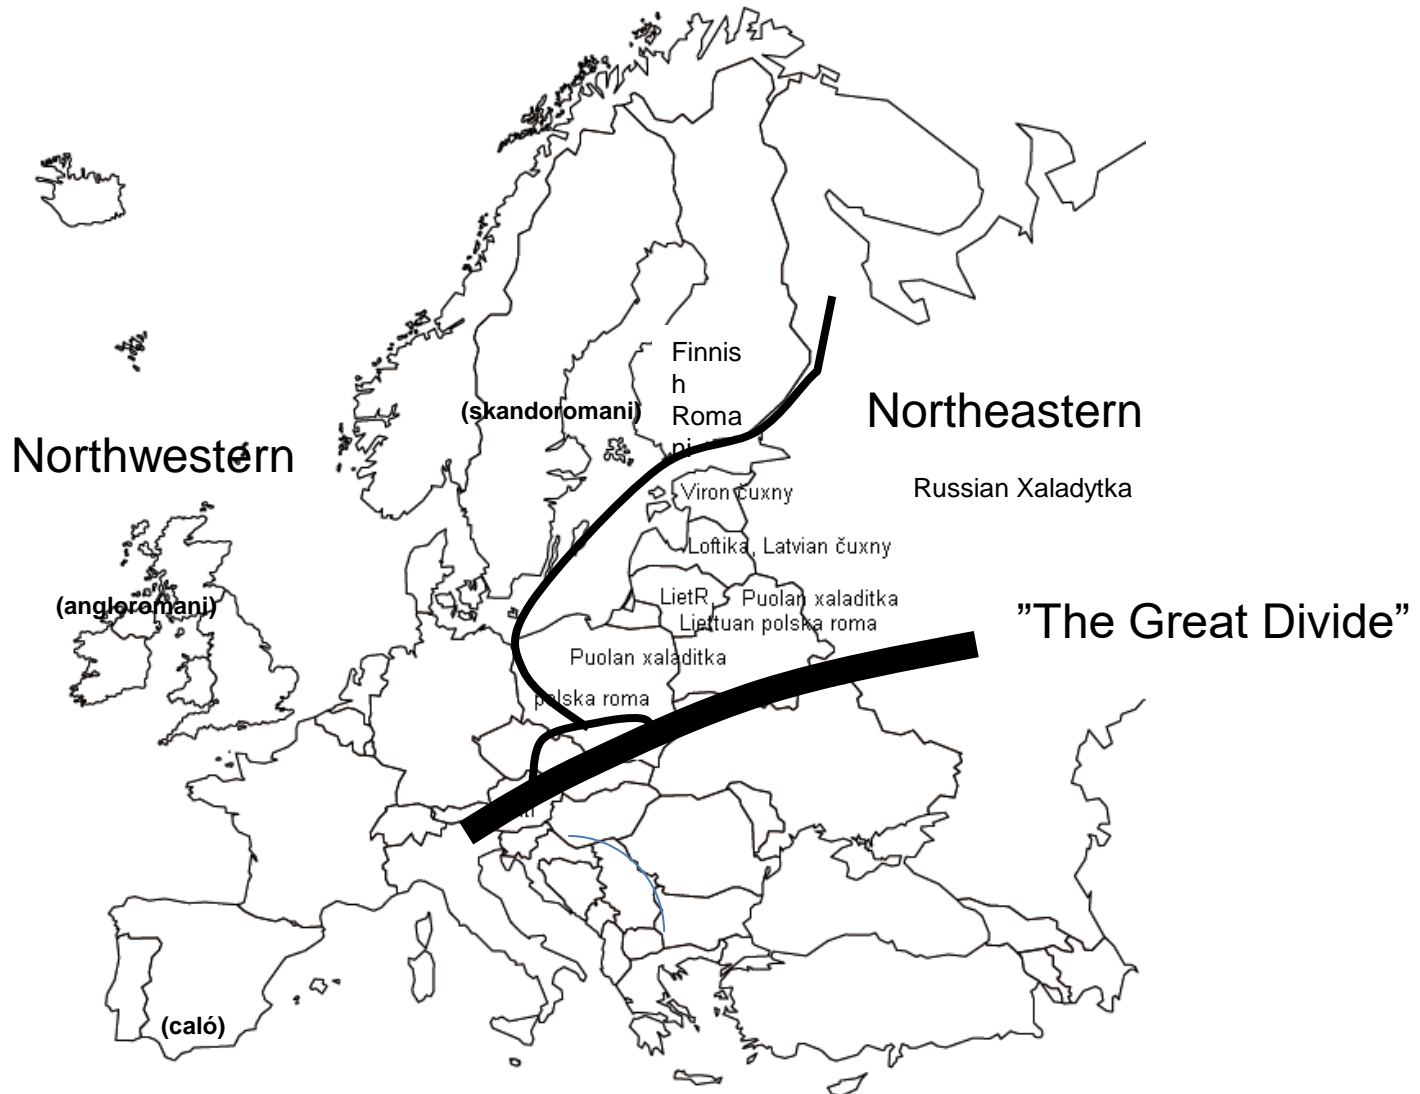 Finnis
h
Roma
ni
(skandoromani)
Northeastern
Northwestern
Viron čuxny
Russian Xaladytka
Loftika, Latvian čuxny
(angloromani)
LietR, Puolan xaladitka
Liettuan polska roma
"The Great Divide"
Puolan xaladitka
polska roma
(caló)